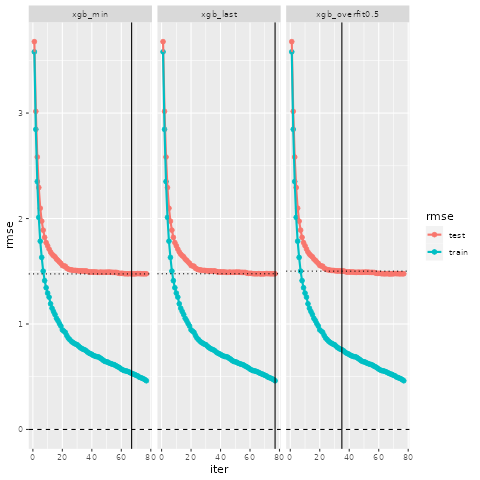 xgb_min
xgb_last
xgb_overfit0.5
rmse
3
2
1
0
0 20 40 60 80
0 20 40 60 80
0 20 40 60 80
iter
rmse
test
train